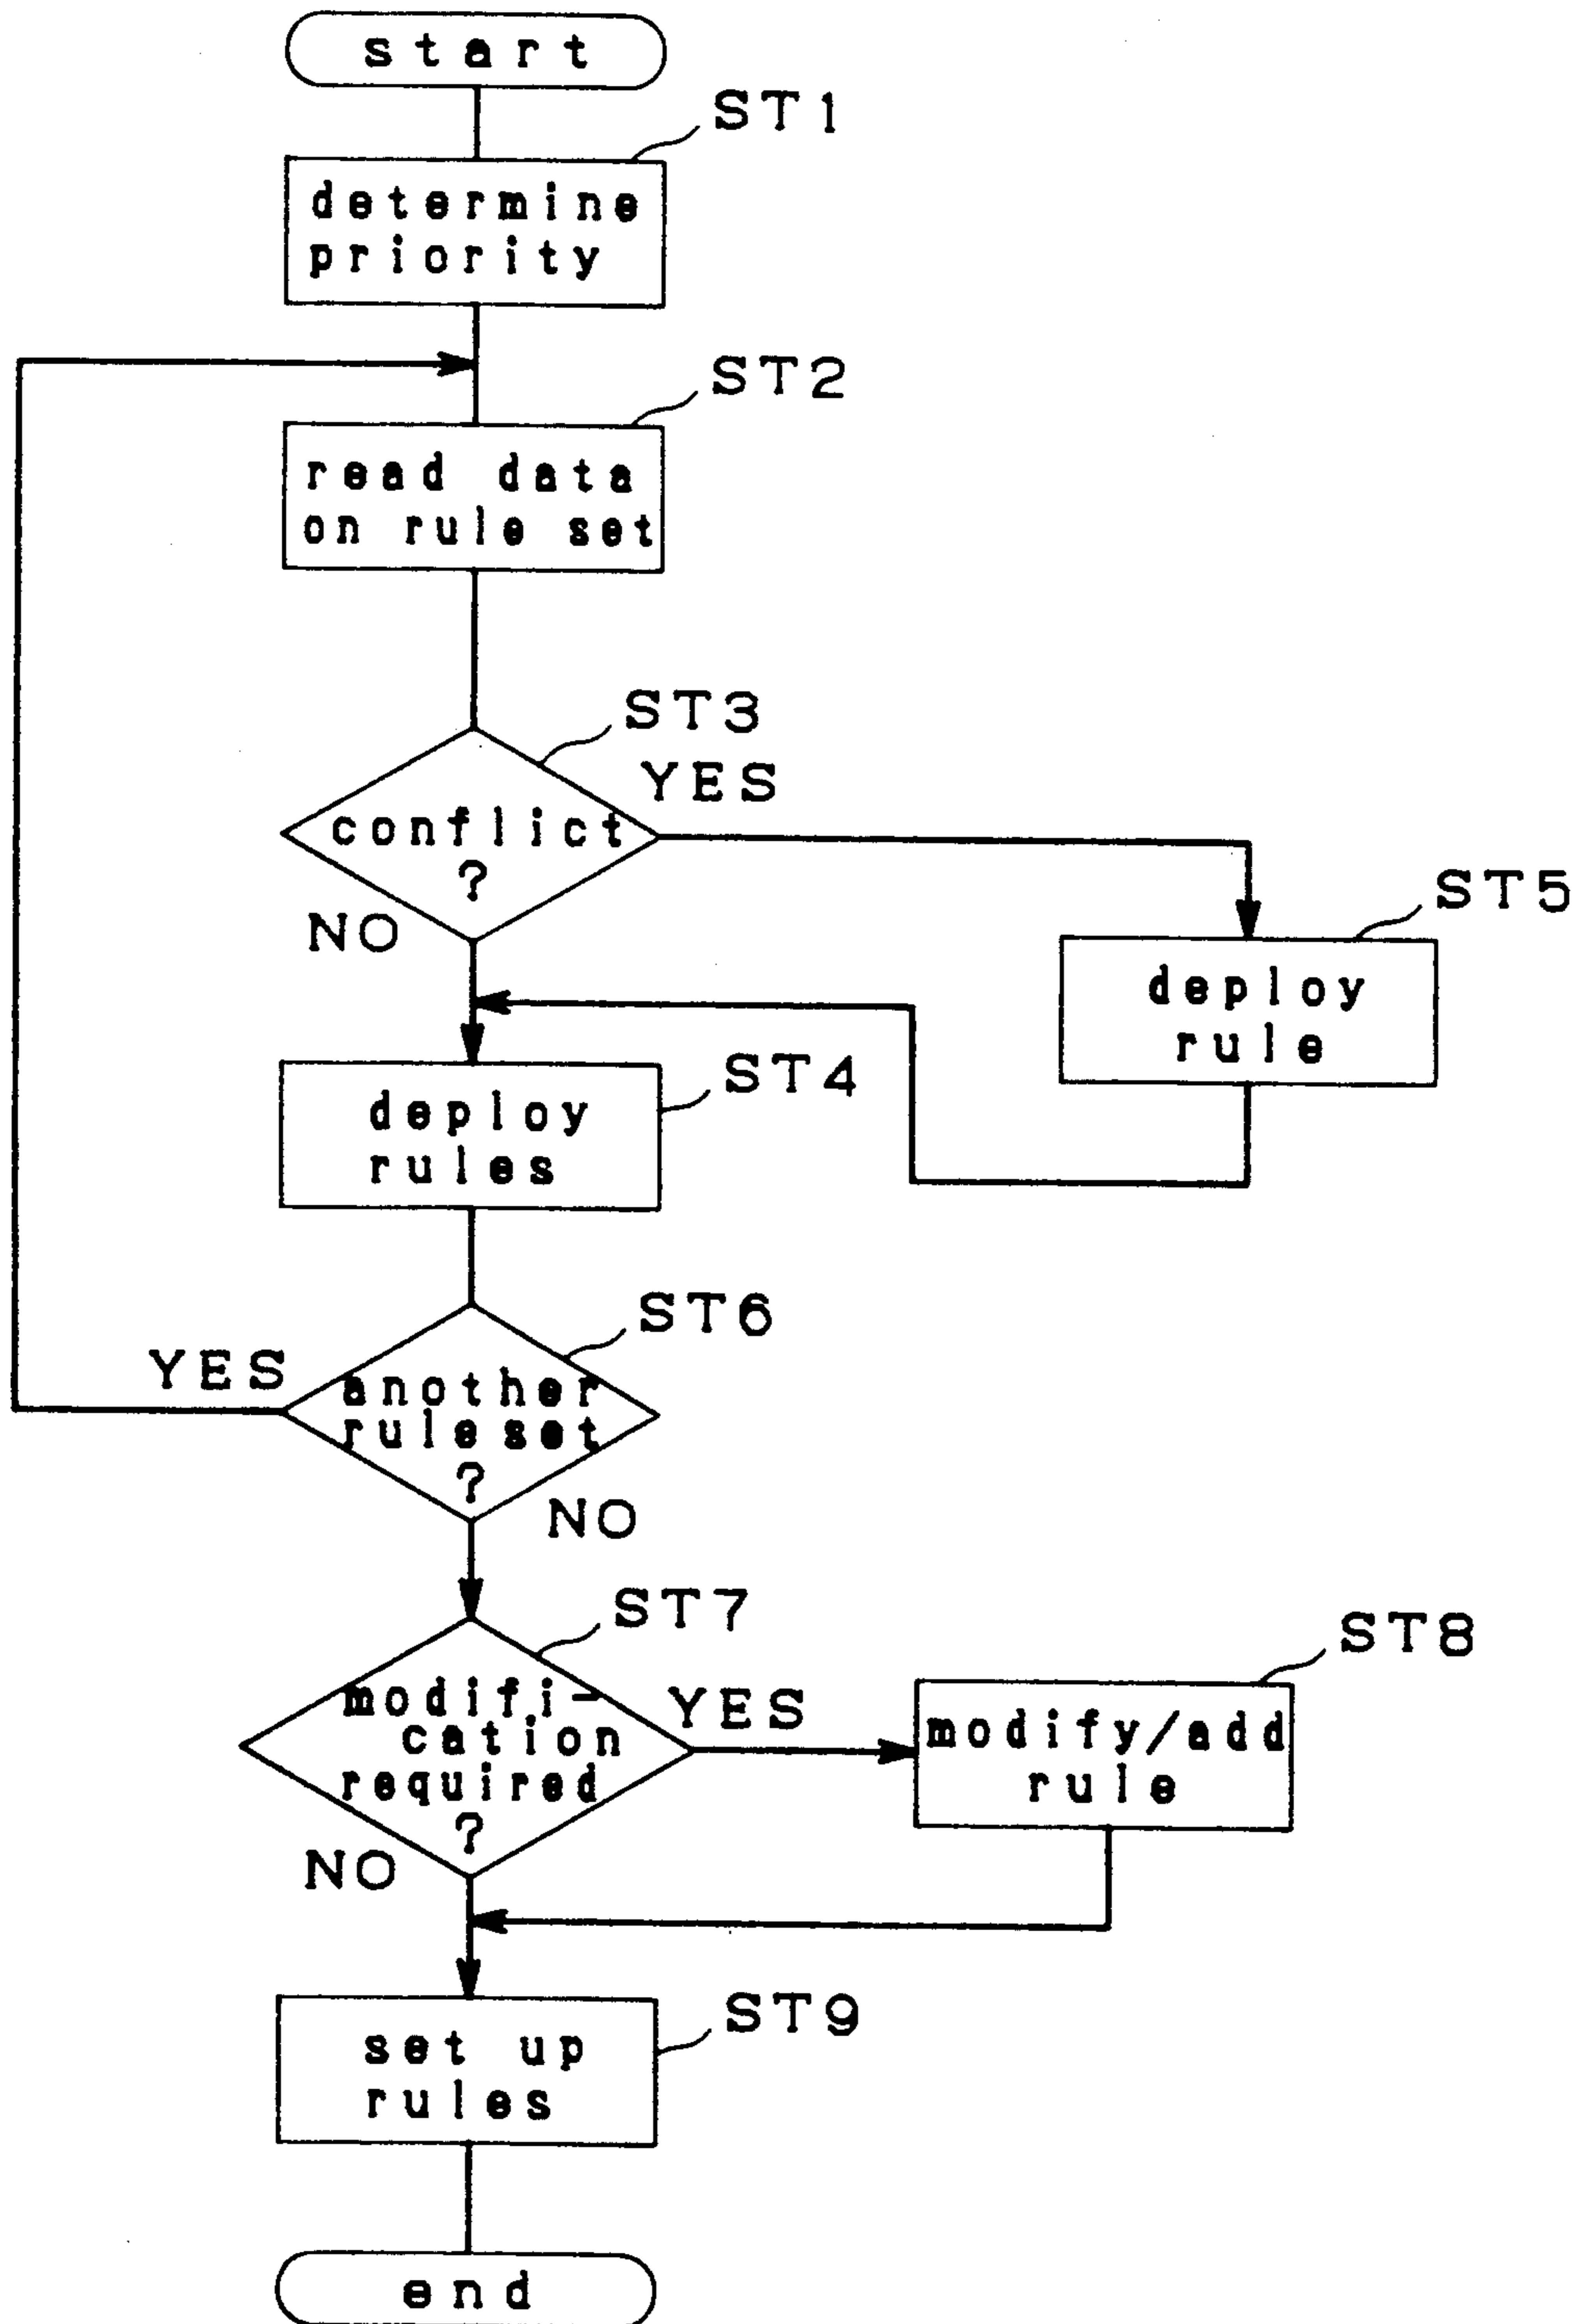 start
ST1
determine
priority
ST2
read data
on rule set
ST3
YES
conflict
?
NO
ST5
deploy
rule
ST4
deploy
rules
ST6
YES
another
rule set
?
NO
ST7
modifi-
cation
required
?
YES
NO
ST8
modify/add
rule
ST9
set up
rules
end